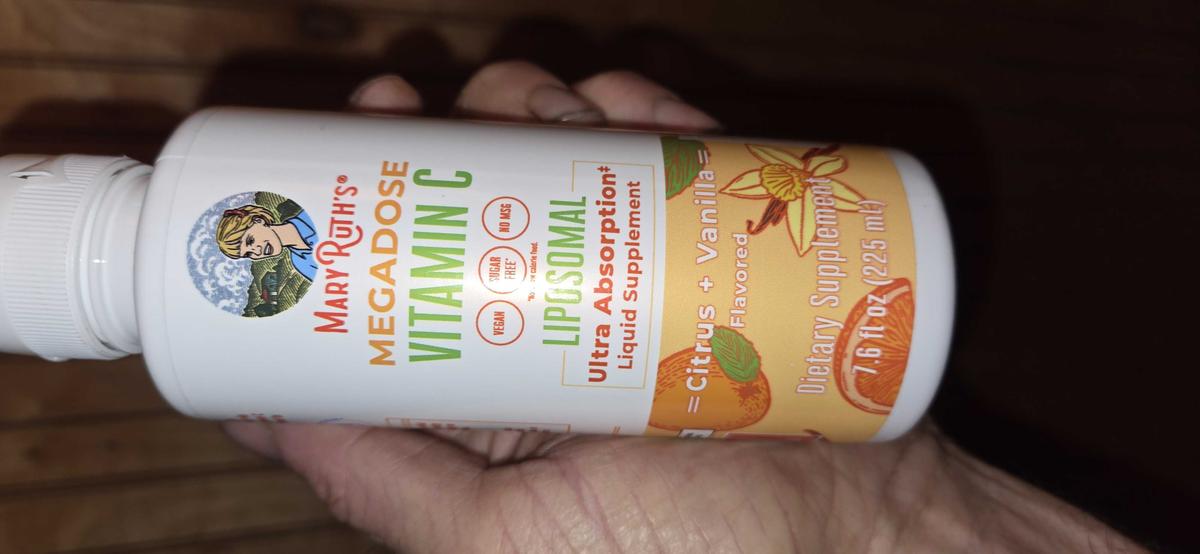 MARYRUTH'S®
MEGADOSE
VITAMIN C
VEGAN
SUGAR
FREE*
NO MSG
LIPOSOMAL
Ultra Absorption‡
Liquid Supplement
Citrus + Vanilla
Flavored
Dietary Supplement
7.6 fl oz (225 ml)